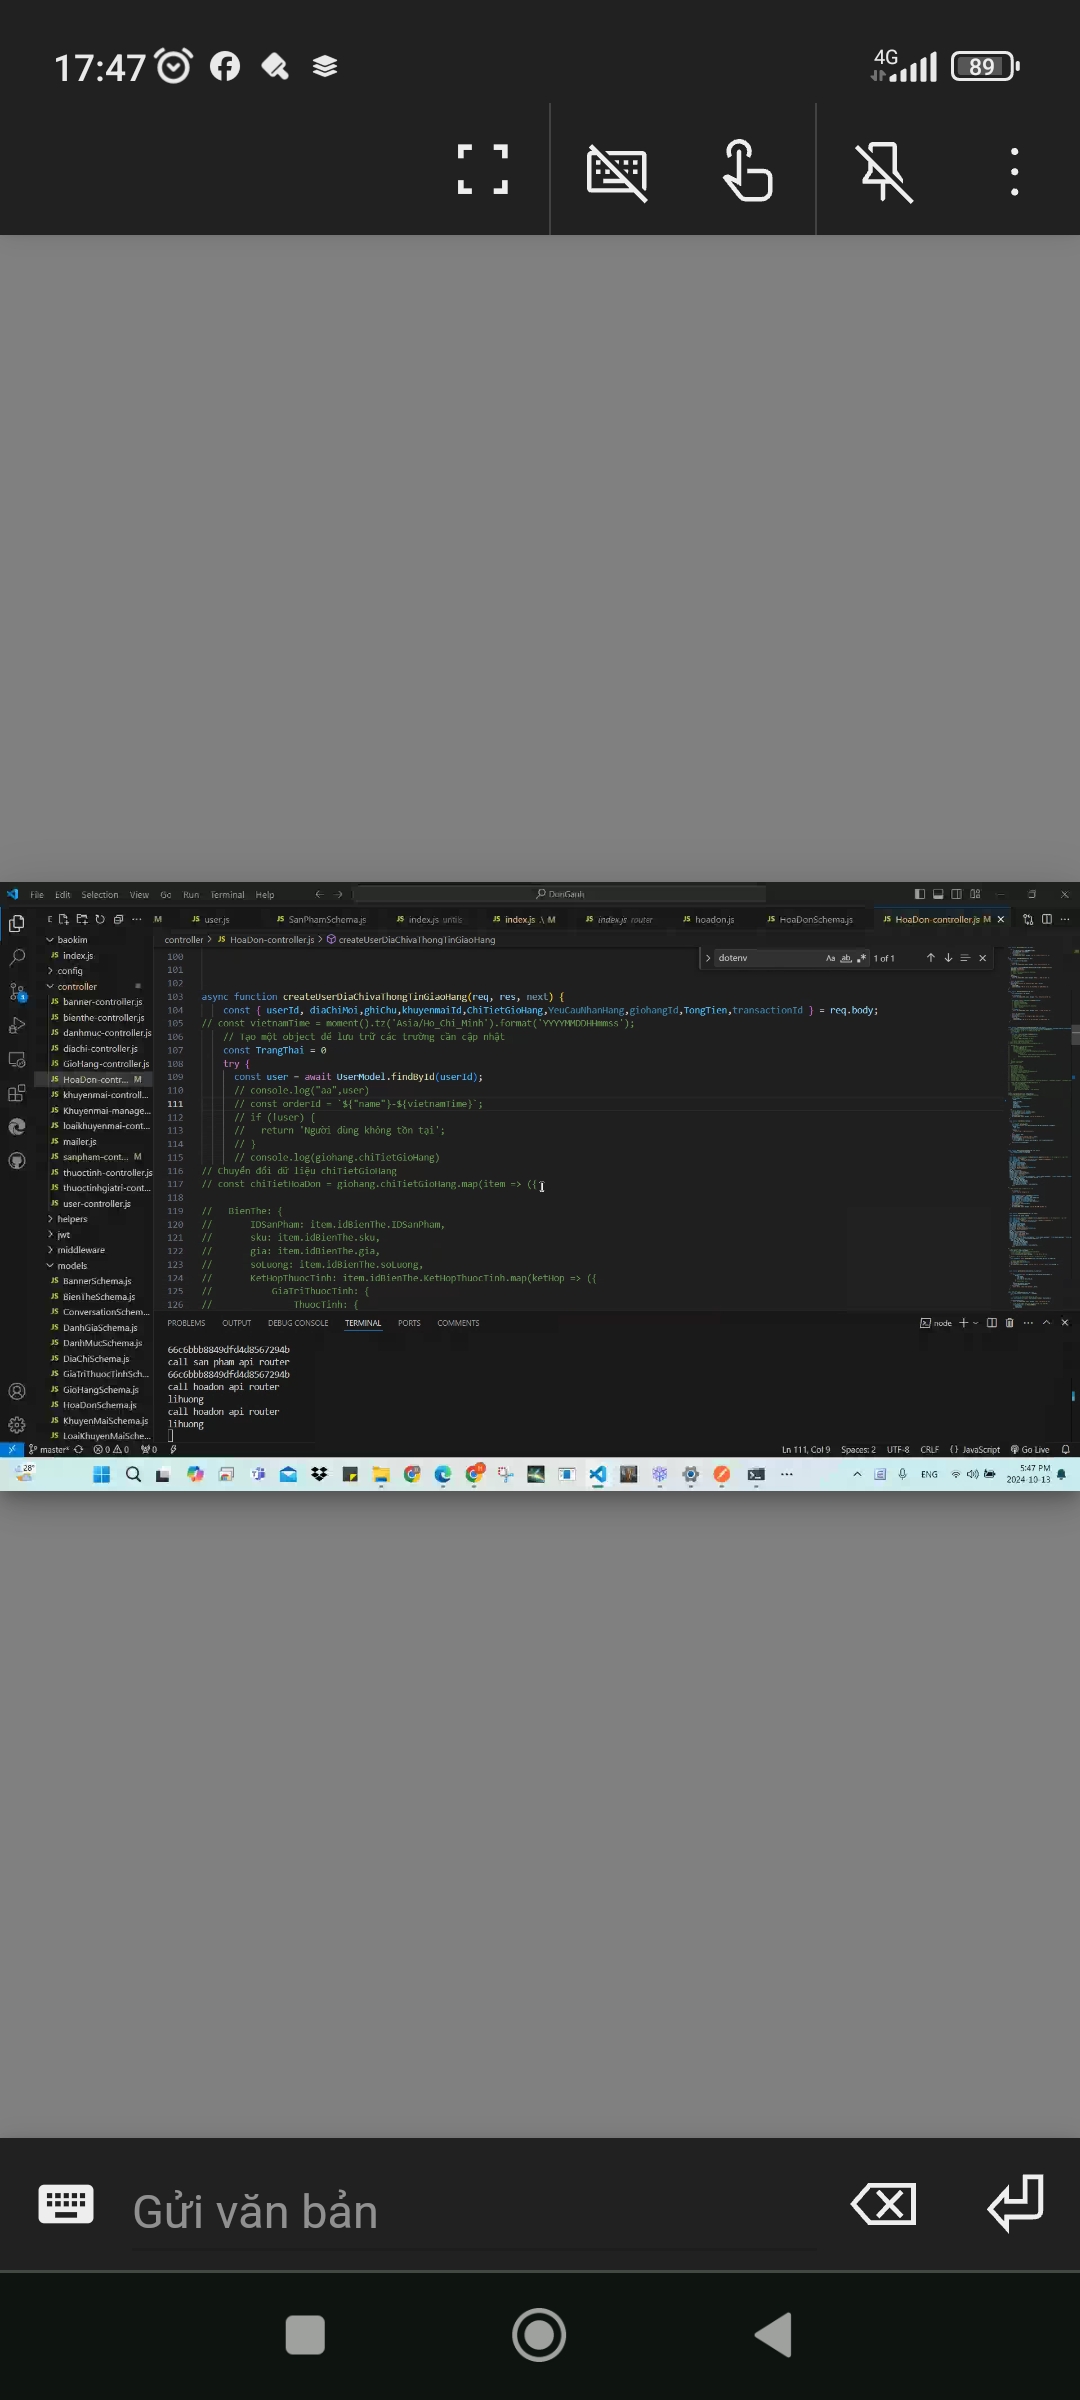 17:47
4G
89
File Edit Selection View Go Run Terminal Help
DonGanh
E
M
user.js
SanPhamSchema.js
index.js untils
index.js .\ M
index.js router
hoadon.js
HoaDonSchema.js
HoaDon-controller.js M
baokim
index.js
config
controller
banner-controller.js
bienthe-controller.js
danhmuc-controller.js
diachi-controller.js
GioHang-controller.js
HoaDon-contr... M
khuyenmai-controll...
Khuyenmai-manage...
loaikhuyenmai-cont...
mailer.js
sanpham-cont... M
thuoctinh-controller.js
thuoctinhgiatri-cont...
user-controller.js
helpers
jwt
middleware
models
BannerSchema.js
BienTheSchema.js
ConversationSchem...
DanhGiaSchema.js
DanhMucSchema.js
DiaChiSchema.js
GiaTriThuocTinhSch...
GioHangSchema.js
HoaDonSchema.js
KhuyenMaiSchema.js
LoaiKhuyenMaiSche...
controller > JS HoaDon-controller.js > createUserDiaChivaThongTinGiaoHang
dotenv
Aa ab .*
1 of 1
100
101
102
103 async function createUserDiaChivaThongTinGiaoHang(req, res, next) {
104 const { userId, diaChiMoi,ghiChu,khuyenmaiId,ChiTietGioHang,YeuCauNhanHang,giohangId,TongTien,transactionId } = req.body;
105 // const vietnamTime = moment().tz('Asia/Ho_Chi_Minh').format('YYYYMMDDHHmmss');
106 // Tạo một object để lưu trữ các trường cần cập nhật
107 const TrangThai = 0
108 try {
109 const user = await UserModel.findById(userId);
110 // console.log("aa",user)
111 // const orderId = `${"name"}-${vietnamTime}`;
112 // if (!user) {
113 // return 'Người dùng không tồn tại';
114 // }
115 // console.log(giohang.chiTietGioHang)
116 // Chuyển đổi dữ liệu chiTietGioHang
117 // const chiTietHoaDon = giohang.chiTietGioHang.map(item => ({
118
119 // BienThe: {
120 // IDSanPham: item.idBienThe.IDSanPham,
121 // sku: item.idBienThe.sku,
122 // gia: item.idBienThe.gia,
123 // soLuong: item.idBienThe.soLuong,
124 // KetHopThuocTinh: item.idBienThe.KetHopThuocTinh.map(ketHop => ({
125 // GiaTriThuocTinh: {
126 // ThuocTinh: {
PROBLEMS OUTPUT DEBUG CONSOLE TERMINAL PORTS COMMENTS
node
66c6bbb8849dfd4d8567294b
call san pham api router
66c6bbb8849dfd4d8567294b
call hoadon api router
lihuong
call hoadon api router
lihuong
master* 0 0 0
Ln 111, Col 9 Spaces: 2 UTF-8 CRLF {} JavaScript Go Live
28°
ENG
5:47 PM
2024-10-13
Gửi văn bản